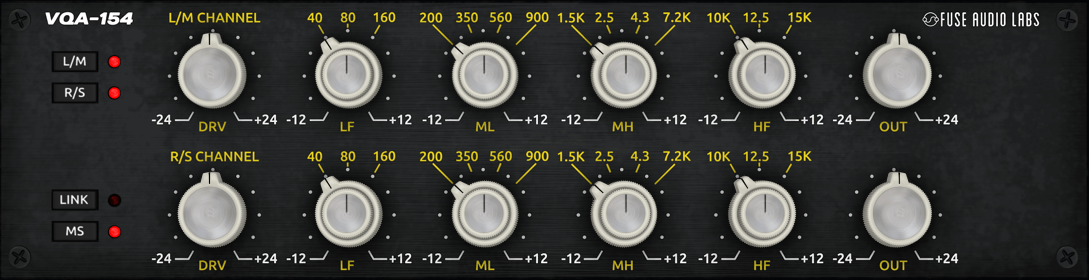 VQA-154
L/M CHANNEL
40 80 160
200 350 560 900
1.5K 2.5 4.3 7.2K
10K 12.5 15K
FUSE AUDIO LABS
L/M
R/S
-24 DRV +24
-12 LF +12
-12 ML +12
-12 MH +12
-12 HF +12
-24 OUT +24
R/S CHANNEL
40 80 160
200 350 560 900
1.5K 2.5 4.3 7.2K
10K 12.5 15K
LINK
MS
-24 DRV +24
-12 LF +12
-12 ML +12
-12 MH +12
-12 HF +12
-24 OUT +24